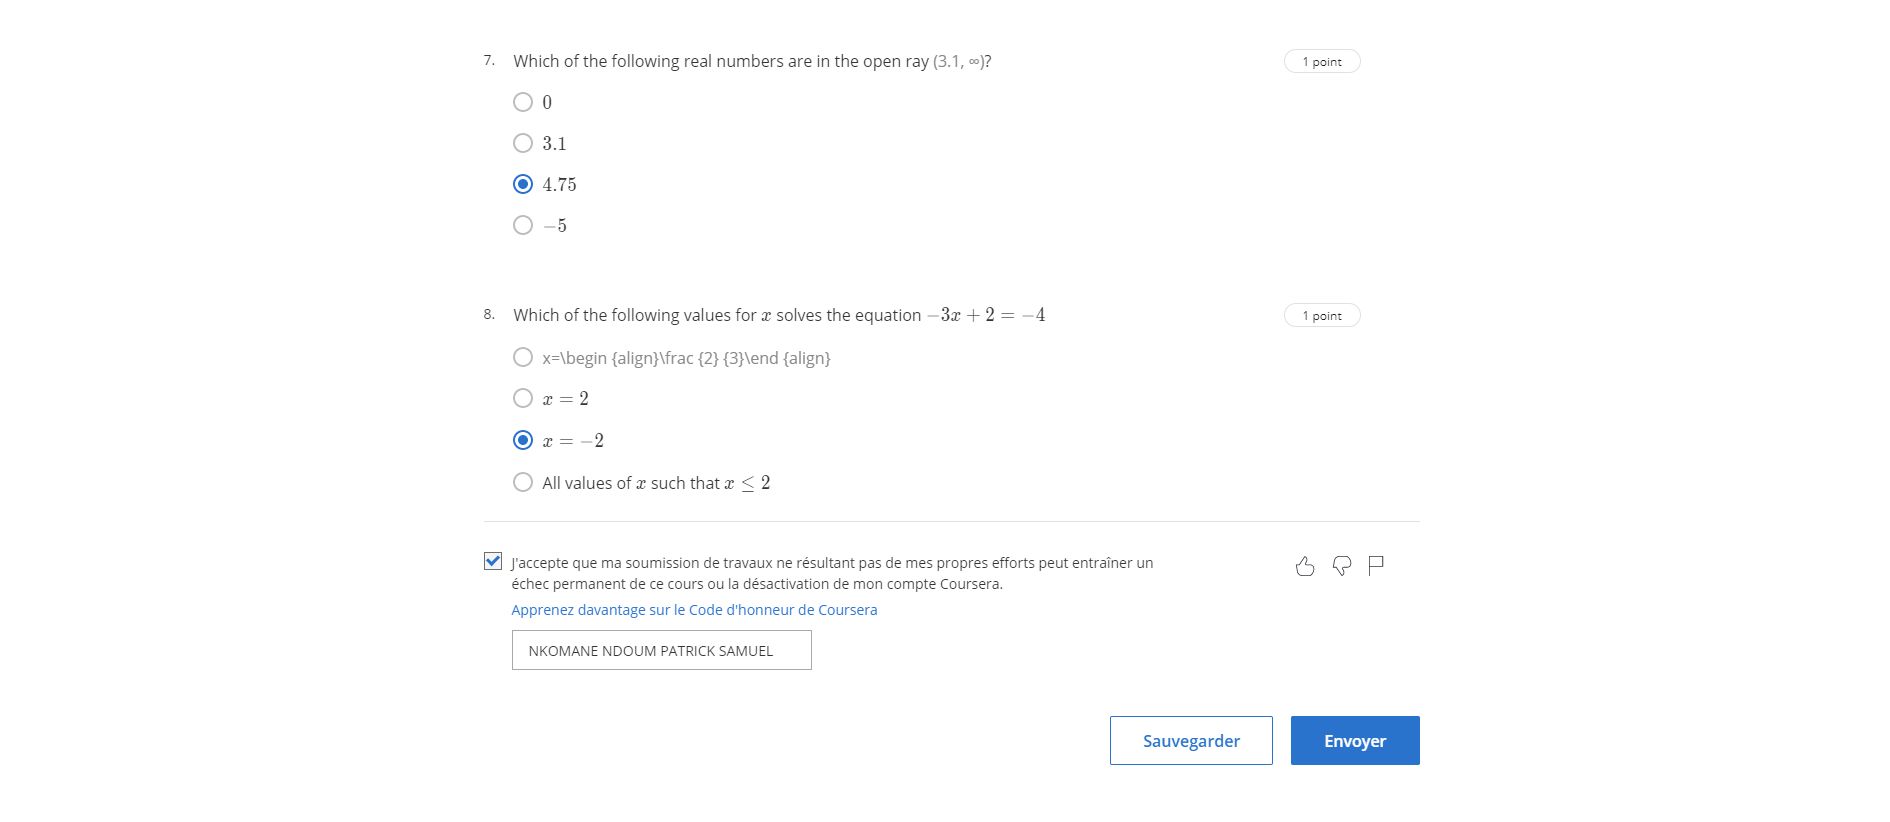 7. Which of the following real numbers are in the open ray (3.1, ∞)?
1 point
0
3.1
4.75
−5
8. Which of the following values for x solves the equation −3x + 2 = −4
1 point
x=\begin {align}\frac {2} {3}\end {align}
x = 2
x = −2
All values of x such that x ≤ 2
J'accepte que ma soumission de travaux ne résultant pas de mes propres efforts peut entraîner un
échec permanent de ce cours ou la désactivation de mon compte Coursera.
Apprenez davantage sur le Code d'honneur de Coursera
NKOMANE NDOUM PATRICK SAMUEL
Sauvegarder
Envoyer